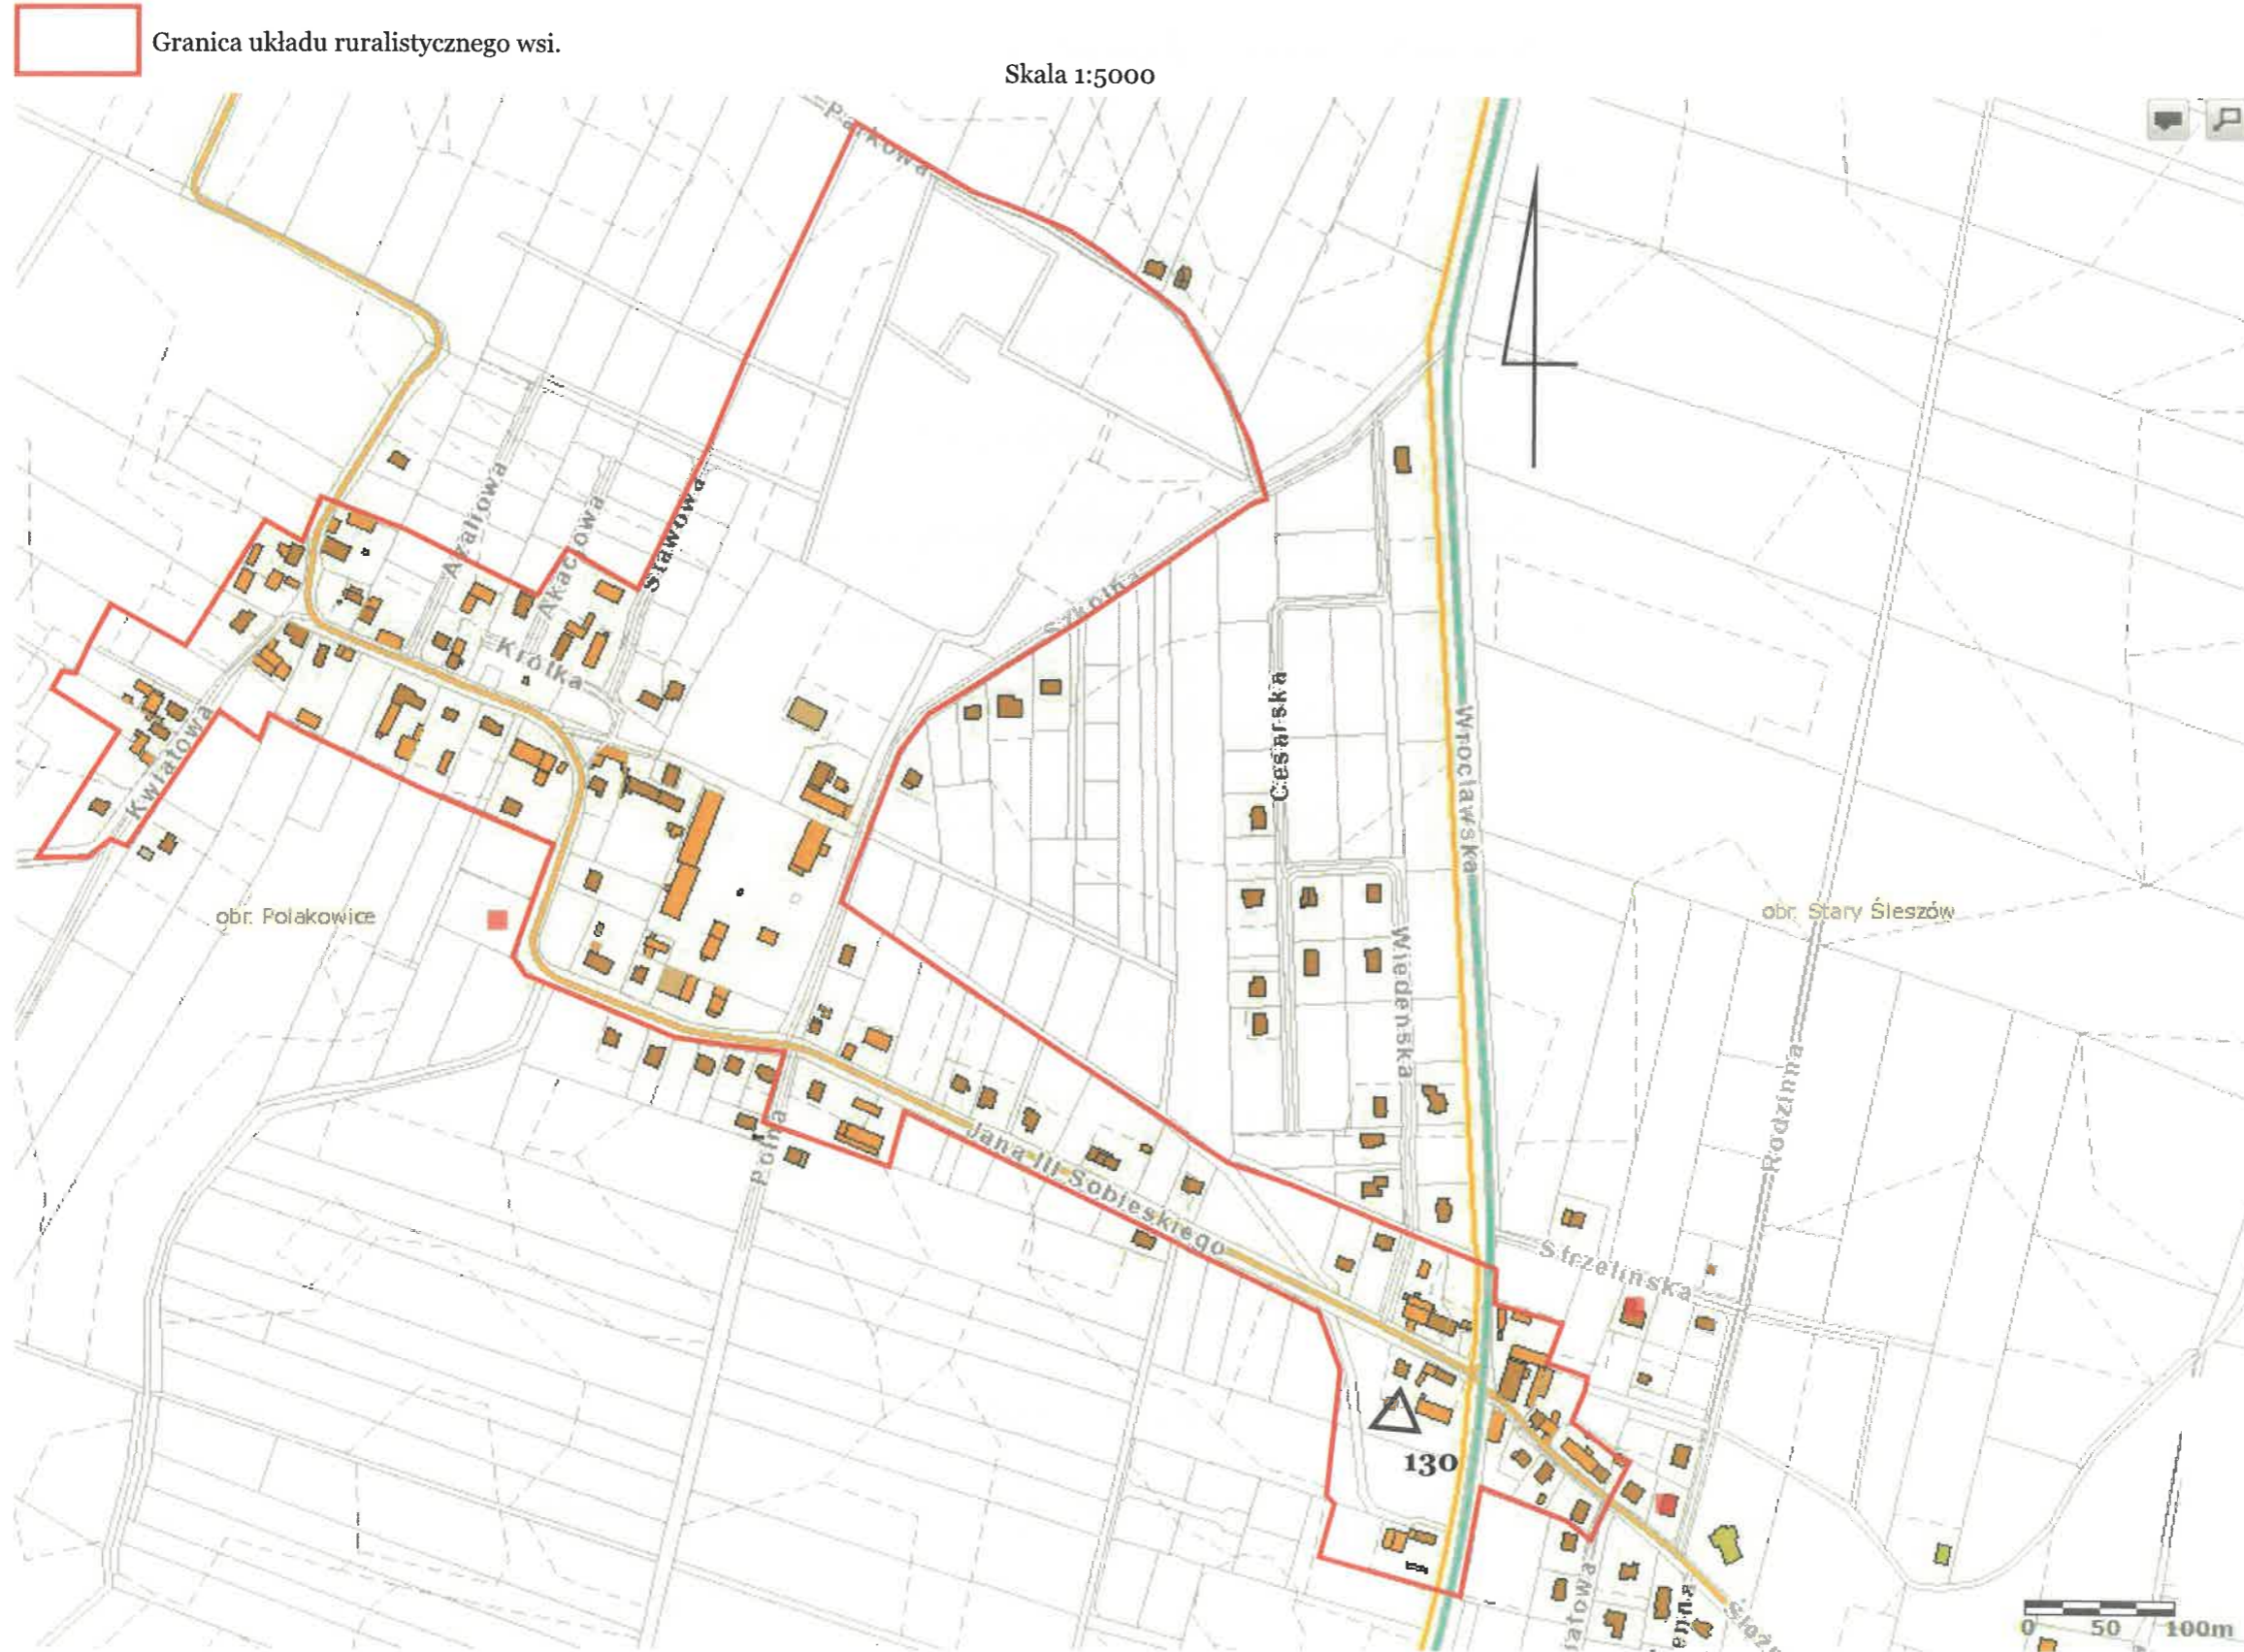 Granica układu ruralistycznego wsi.
Skala 1:5000
Parkowa
Azaliowa
Akacjowa
Stawowa
Szkolna
Krótka
Kwiatowa
Cesarska
Wrocławska
obr. Polakowice
obr. Stary Śleszów
Wiedeńska
Rodzinna
Polna
Jana III Sobieskiego
Strzelińska
130
0 50 100m